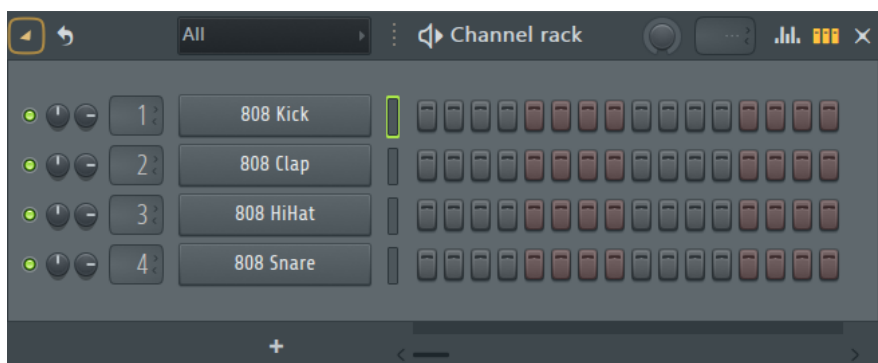 All
Channel rack
---
1 808 Kick
2 808 Clap
3 808 HiHat
4 808 Snare
+